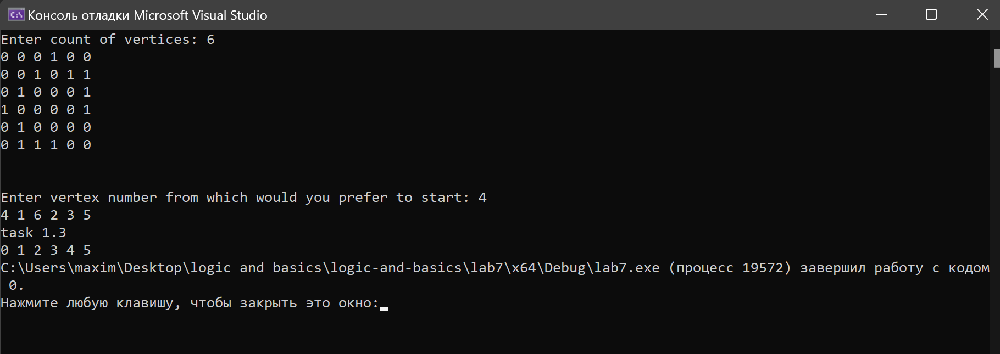 Консоль отладки Microsoft Visual Studio
Enter count of vertices: 6
0 0 0 1 0 0
0 0 1 0 1 1
0 1 0 0 0 1
1 0 0 0 0 1
0 1 0 0 0 0
0 1 1 1 0 0
Enter vertex number from which would you prefer to start: 4
4 1 6 2 3 5
task 1.3
0 1 2 3 4 5
C:\Users\maxim\Desktop\logic and basics\logic-and-basics\lab7\x64\Debug\lab7.exe (процесс 19572) завершил работу с кодом
0.
Нажмите любую клавишу, чтобы закрыть это окно: